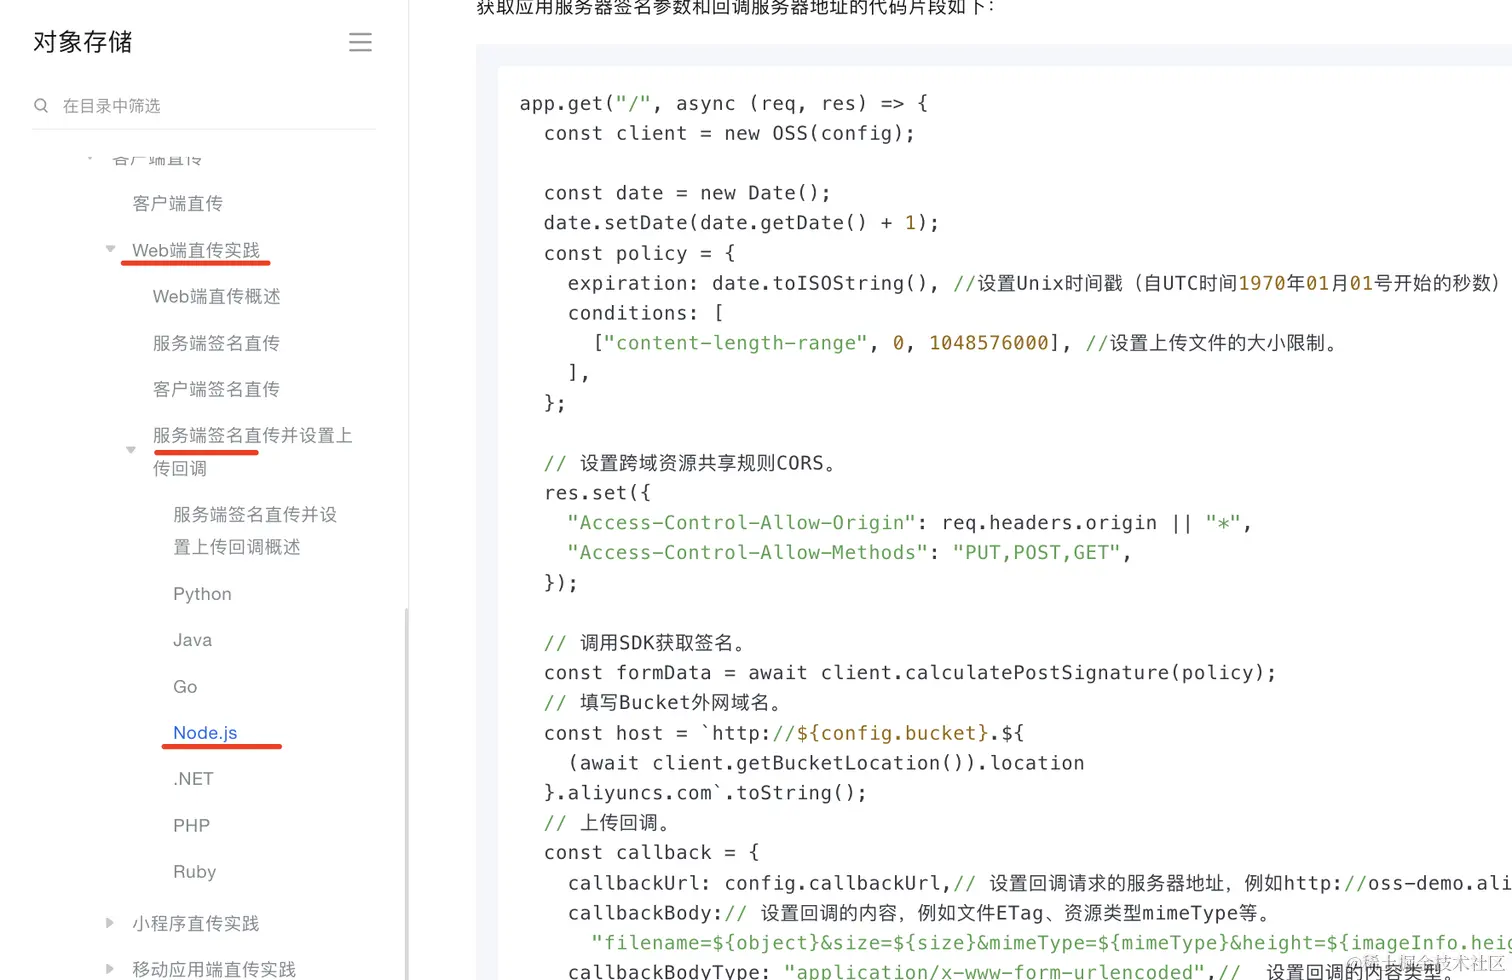 对象存储
在目录中筛选
客户端直传
客户端直传
Web端直传实践
Web端直传概述
服务端签名直传
客户端签名直传
服务端签名直传并设置上
传回调
服务端签名直传并设
置上传回调概述
Python
Java
Go
Node.js
.NET
PHP
Ruby
小程序直传实践
移动应用端直传实践
获取应用服务器签名参数和回调服务器地址的代码片段如下：
app.get("/", async (req, res) => {
  const client = new OSS(config);
  const date = new Date();
  date.setDate(date.getDate() + 1);
  const policy = {
    expiration: date.toISOString(), //设置Unix时间戳（自UTC时间1970年01月01号开始的秒数）
    conditions: [
      ["content-length-range", 0, 1048576000], //设置上传文件的大小限制。
    ],
  };
  // 设置跨域资源共享规则CORS。
  res.set({
    "Access-Control-Allow-Origin": req.headers.origin || "*",
    "Access-Control-Allow-Methods": "PUT,POST,GET",
  });
  // 调用SDK获取签名。
  const formData = await client.calculatePostSignature(policy);
  // 填写Bucket外网域名。
  const host = `http://${config.bucket}.${
    (await client.getBucketLocation()).location
  }.aliyuncs.com`.toString();
  // 上传回调。
  const callback = {
    callbackUrl: config.callbackUrl,// 设置回调请求的服务器地址，例如http://oss-demo.ali
    callbackBody:// 设置回调的内容，例如文件ETag、资源类型mimeType等。
      "filename=${object}&size=${size}&mimeType=${mimeType}&height=${imageInfo.heig
    callbackBodyType: "application/x-www-form-urlencoded",// 设置回调的内容类型。
@稀土掘金技术社区